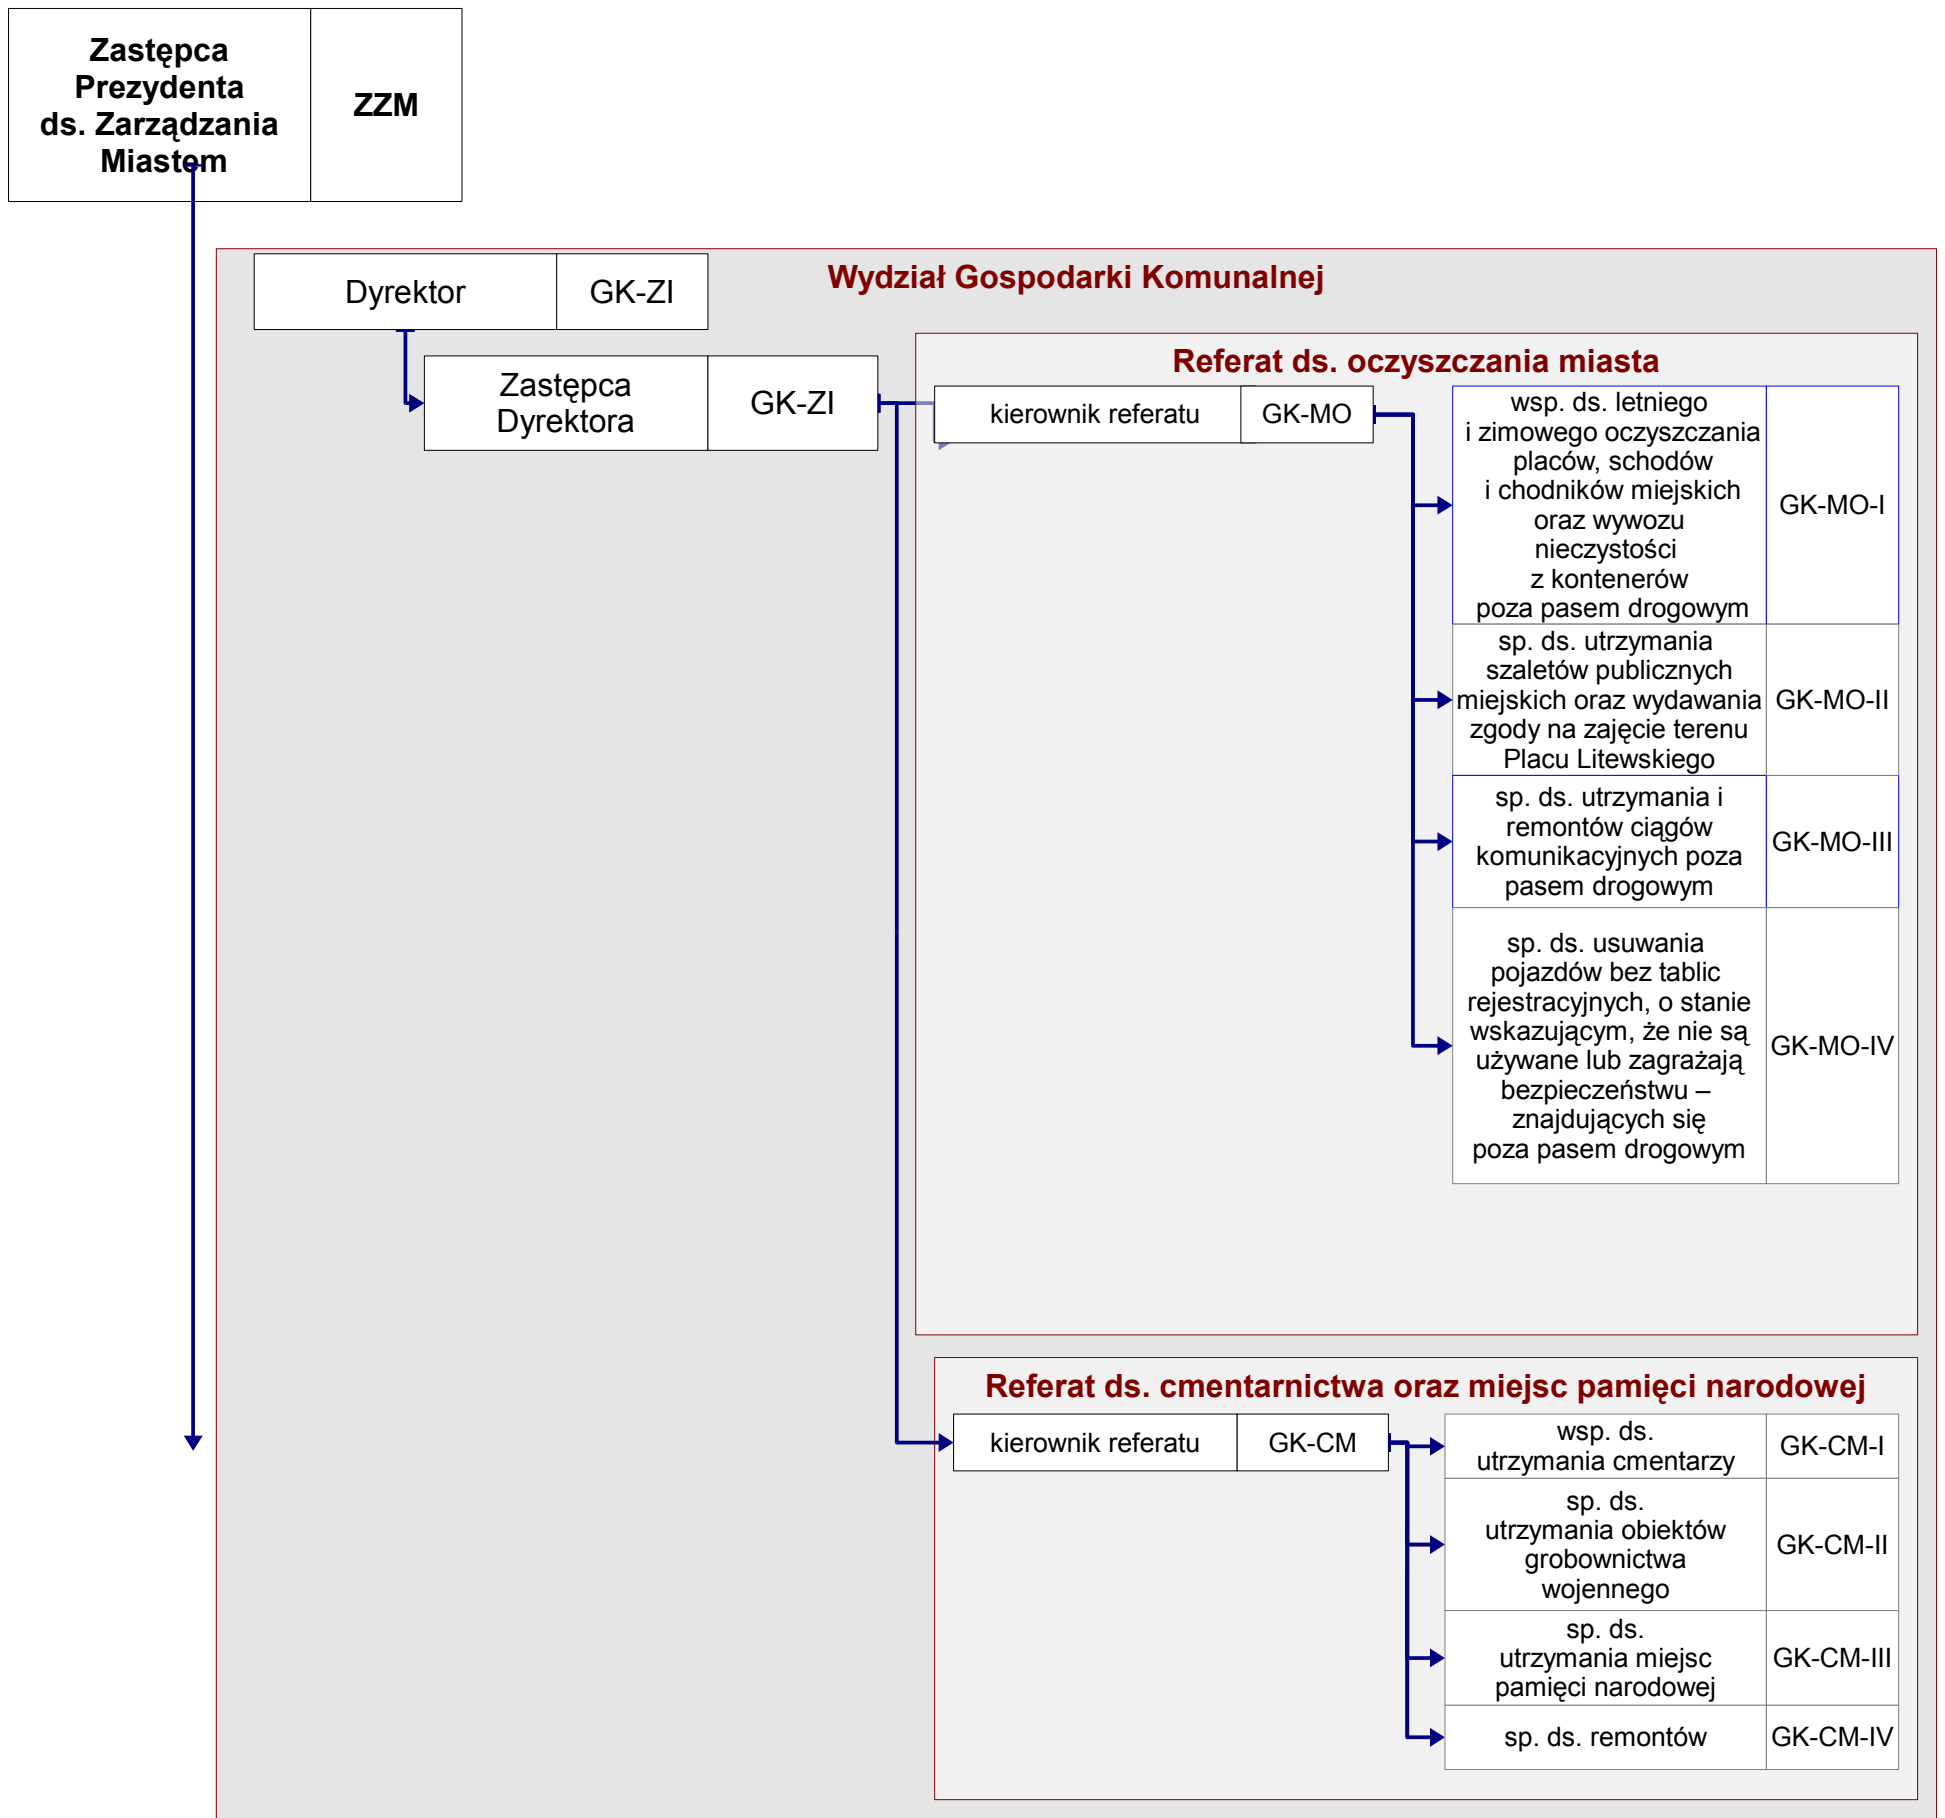 Zastępca
Prezydenta
ds. Zarządzania
Miastem
ZZM
Wydział Gospodarki Komunalnej
Dyrektor
GK-ZI
Zastępca
Dyrektora
GK-ZI
Referat ds. oczyszczania miasta
kierownik referatu
GK-MO
wsp. ds. letniego
i zimowego oczyszczania
placów, schodów
i chodników miejskich
oraz wywozu
nieczystości
z kontenerów
poza pasem drogowym
GK-MO-I
sp. ds. utrzymania
szaletów publicznych
miejskich oraz wydawania
zgody na zajęcie terenu
Placu Litewskiego
GK-MO-II
sp. ds. utrzymania i
remontów ciągów
komunikacyjnych poza
pasem drogowym
GK-MO-III
sp. ds. usuwania
pojazdów bez tablic
rejestracyjnych, o stanie
wskazującym, że nie są
używane lub zagrażają
bezpieczeństwu –
znajdujących się
poza pasem drogowym
GK-MO-IV
Referat ds. cmentarnictwa oraz miejsc pamięci narodowej
kierownik referatu
GK-CM
wsp. ds.
utrzymania cmentarzy
GK-CM-I
sp. ds.
utrzymania obiektów
grobownictwa
wojennego
GK-CM-II
sp. ds.
utrzymania miejsc
pamięci narodowej
GK-CM-III
sp. ds. remontów
GK-CM-IV